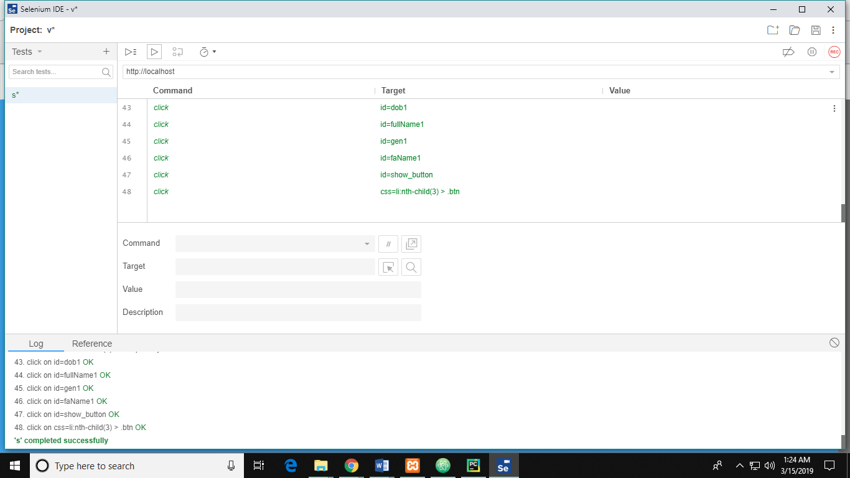 Selenium IDE - v*
Project: v*
Tests
Search tests...
s*
http://localhost
REC
Command Target Value
43 click id=dob1
44 click id=fullName1
45 click id=gen1
46 click id=faName1
47 click id=show_button
48 click css=li:nth-child(3) > .btn
Command //
Target
Value
Description
Log Reference
43. click on id=dob1 OK
44. click on id=fullName1 OK
45. click on id=gen1 OK
46. click on id=faName1 OK
47. click on id=show_button OK
48. click on css=li:nth-child(3) > .btn OK
's' completed successfully
Type here to search
1:24 AM
3/15/2019